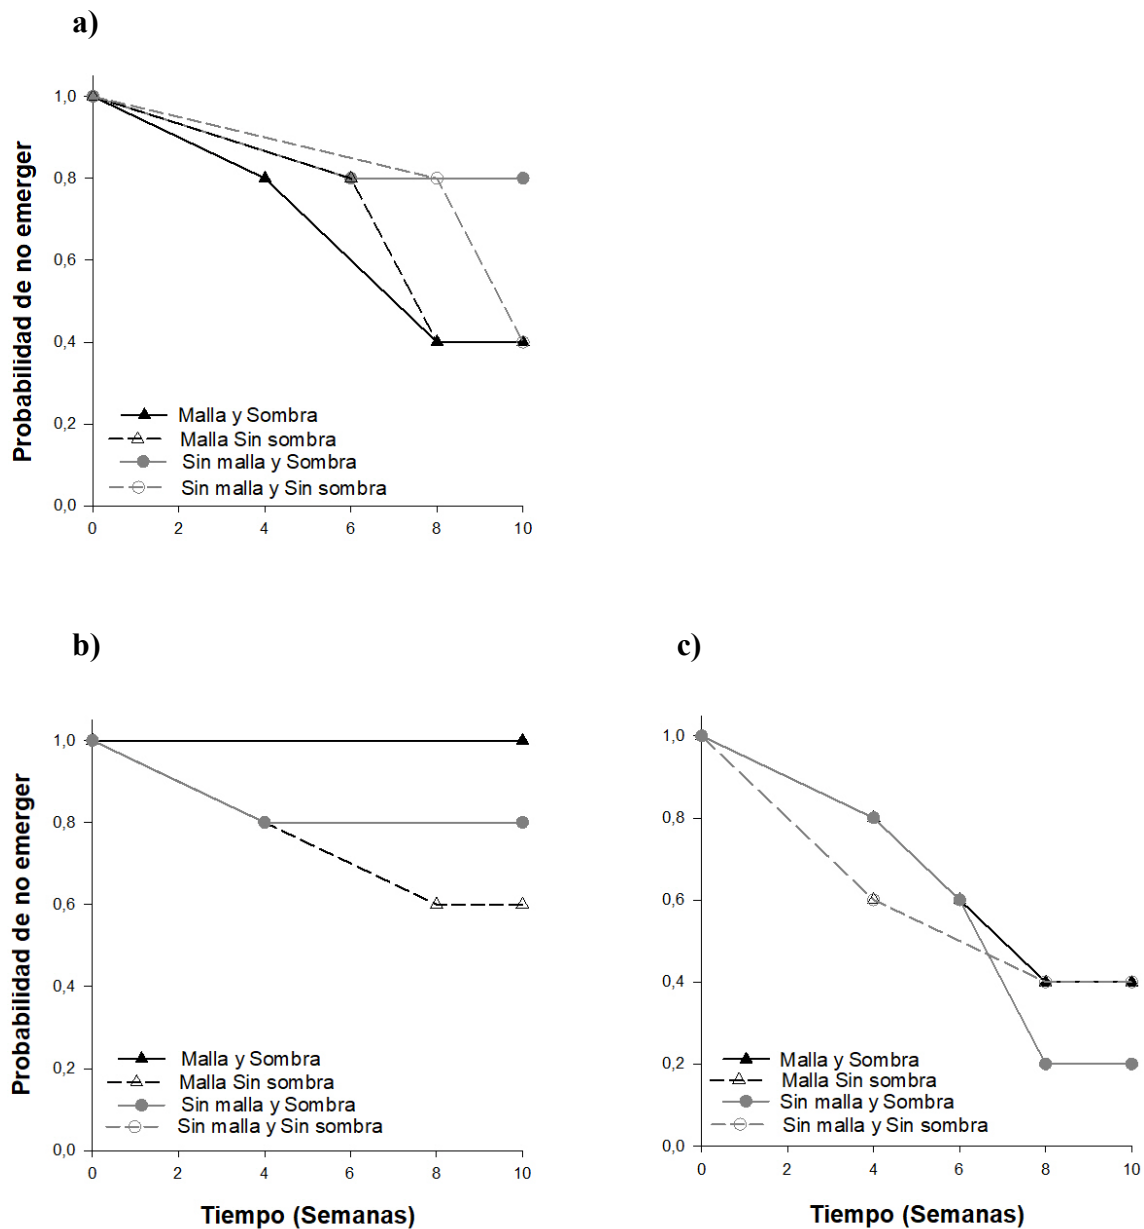 a)
Probabilidad de no emerger
1,0
0,8
0,6
0,4
0,2
0,0
Malla y Sombra
Malla Sin sombra
Sin malla y Sombra
Sin malla y Sin sombra
0 2 4 6 8 10
b)
Probabilidad de no emerger
1,0
0,8
0,6
0,4
0,2
0,0
Malla y Sombra
Malla Sin sombra
Sin malla y Sombra
Sin malla y Sin sombra
0 2 4 6 8 10
Tiempo (Semanas)
c)
1,0
0,8
0,6
0,4
0,2
0,0
Malla y Sombra
Malla Sin sombra
Sin malla y Sombra
Sin malla y Sin sombra
0 2 4 6 8 10
Tiempo (Semanas)